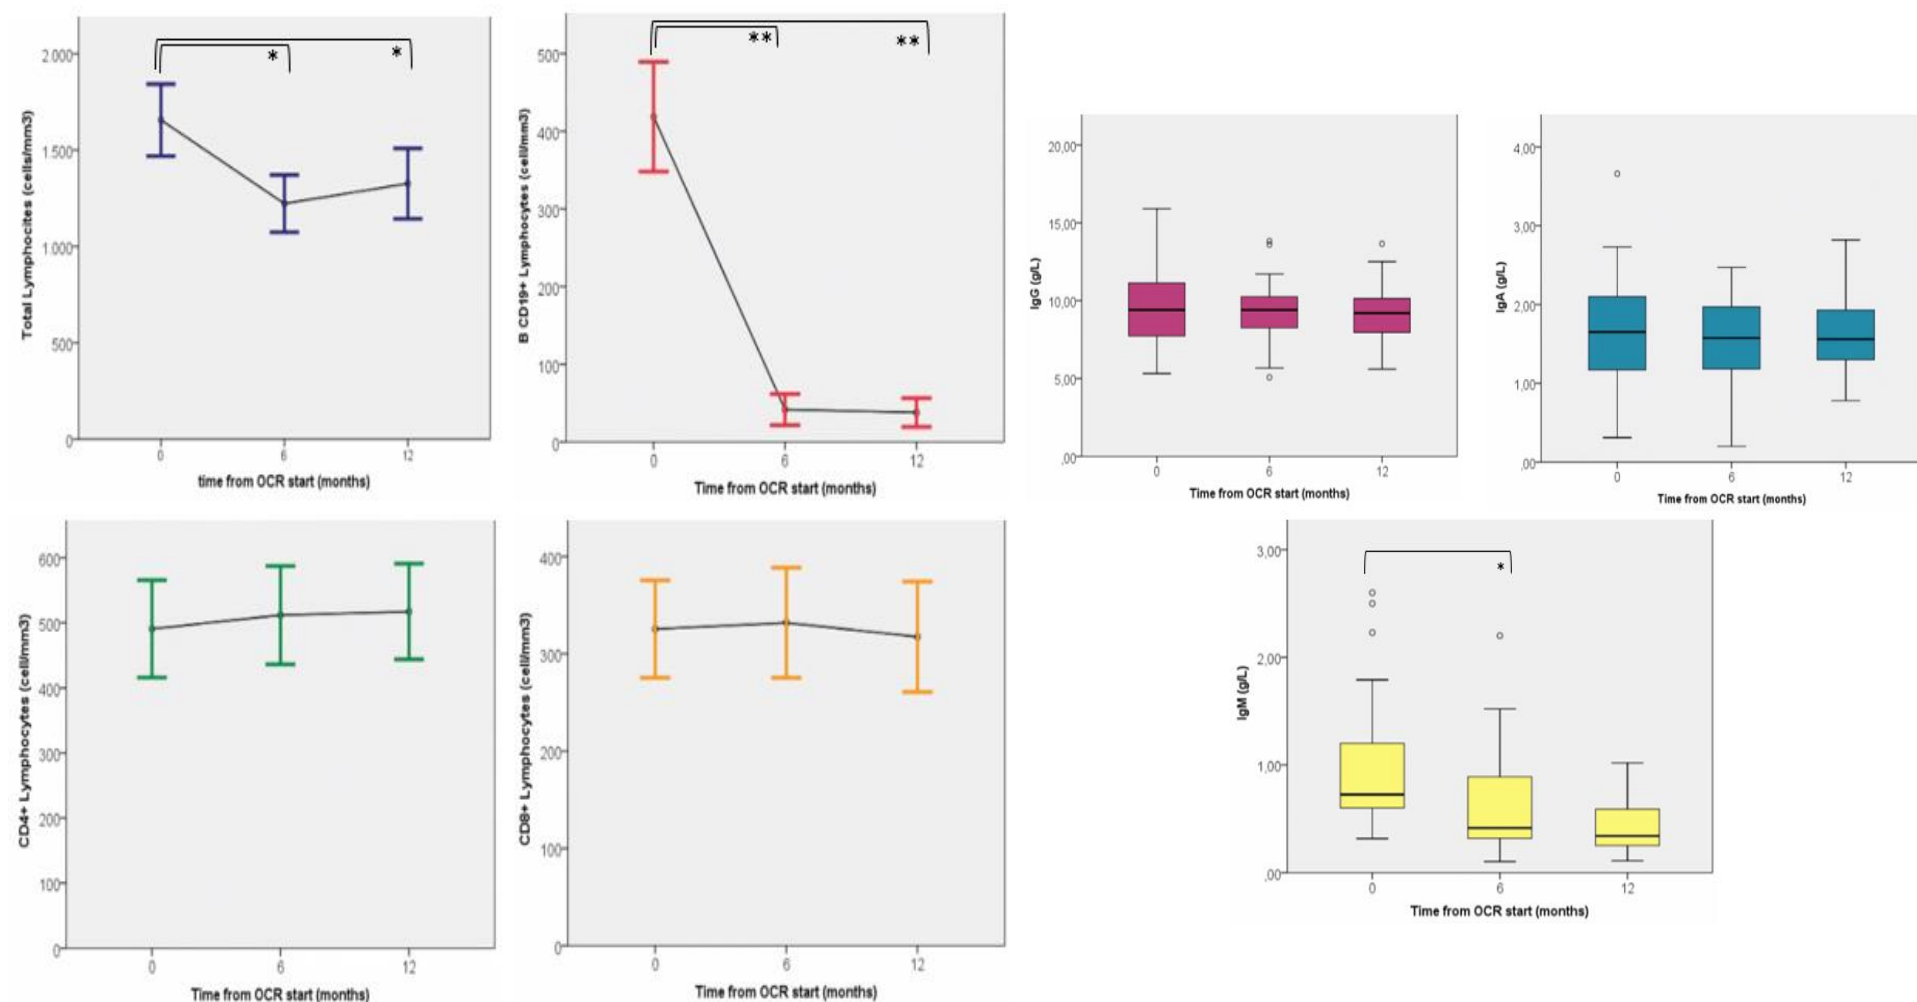 Total Lymphocites (cells/mm3)
2.000
1.500
1.000
500
0
* *
0 6 12
time from OCR start (months)
B CD19+ Lymphocytes (cell/mm3)
500
400
300
200
100
0
** **
0 6 12
Time from OCR start (months)
IgG (g/L)
20,00
15,00
10,00
5,00
,00
0 6 12
Time from OCR start (months)
IgA (g/L)
4,00
3,00
2,00
1,00
,00
0 6 12
Time from OCR start (months)
CD4+ Lymphocytes (cell/mm3)
600
500
400
300
200
100
0
0 6 12
Time from OCR start (months)
CD8+ Lymphocytes (cell/mm3)
400
300
200
100
0
0 6 12
Time from OCR start (months)
IgM (g/L)
3,00
2,00
1,00
,00
*
0 6 12
Time from OCR start (months)